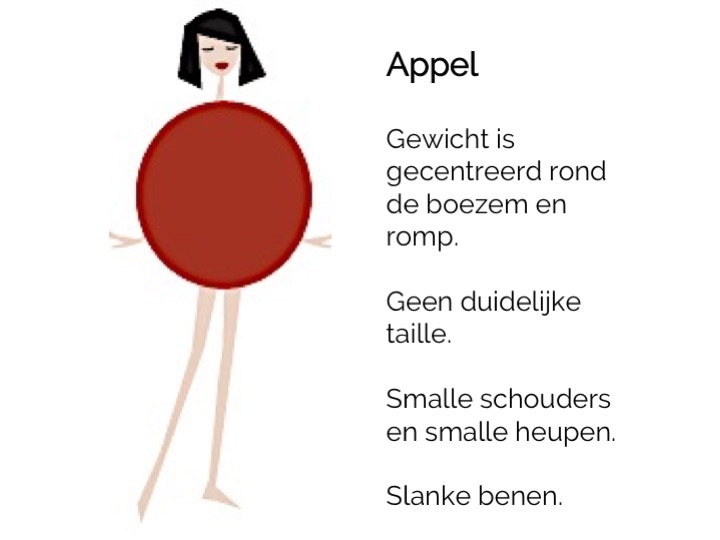 Appel
Gewicht is
gecentreerd rond
de boezem en
romp.
Geen duidelijke
taille.
Smalle schouders
en smalle heupen.
Slanke benen.